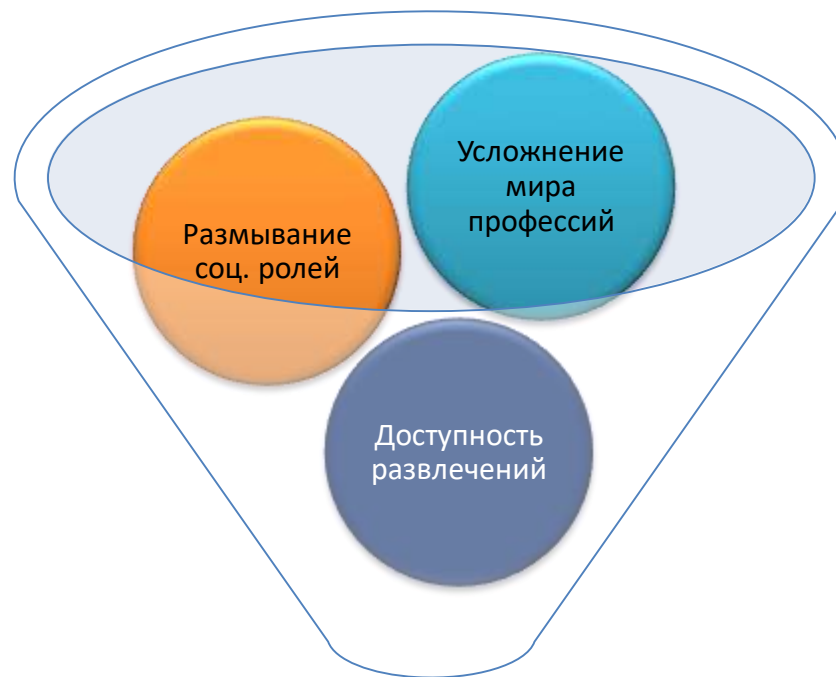 Размывание
соц. ролей
Усложнение
мира
профессий
Доступность
развлечений